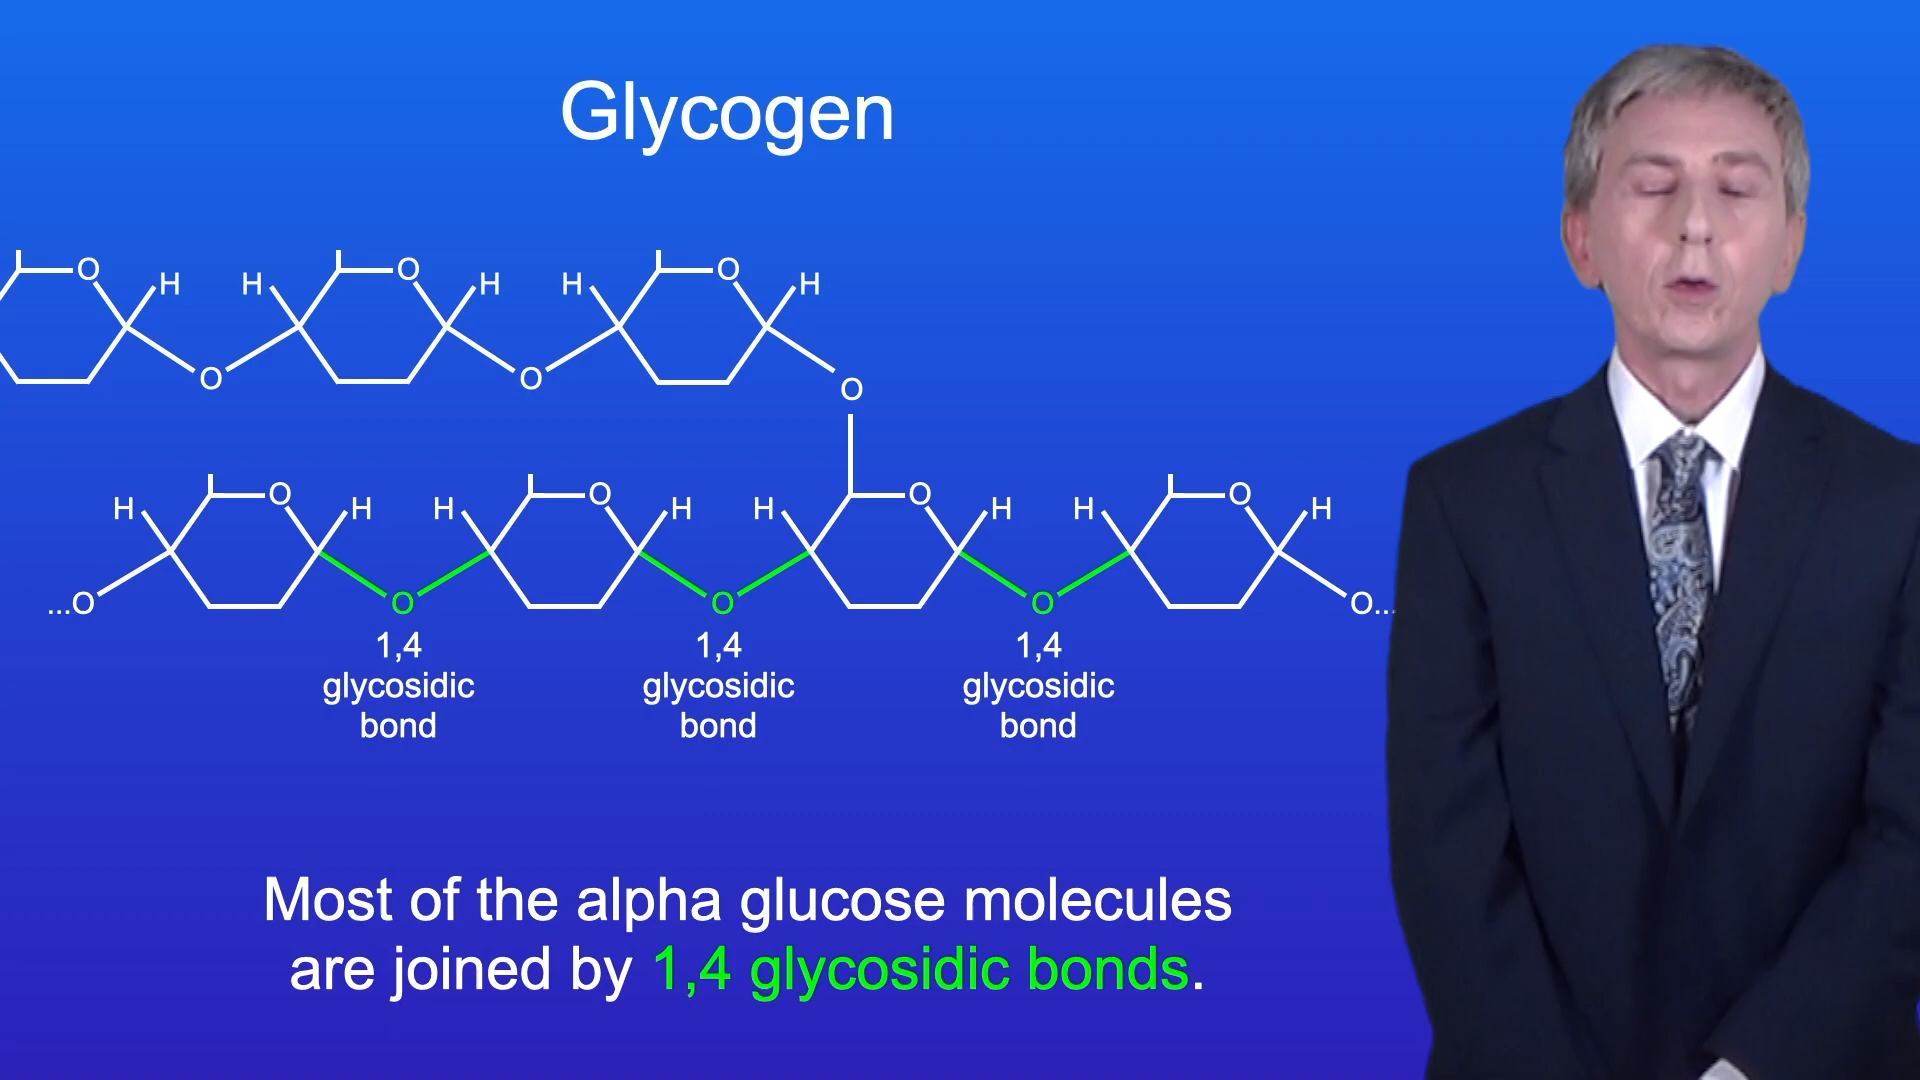 Glycogen
O H H O H H O H
O O O
H O H H O H H O H H O H
...O O O O O...
1,4 1,4 1,4
glycosidic glycosidic glycosidic
bond bond bond
Most of the alpha glucose molecules
are joined by 1,4 glycosidic bonds.